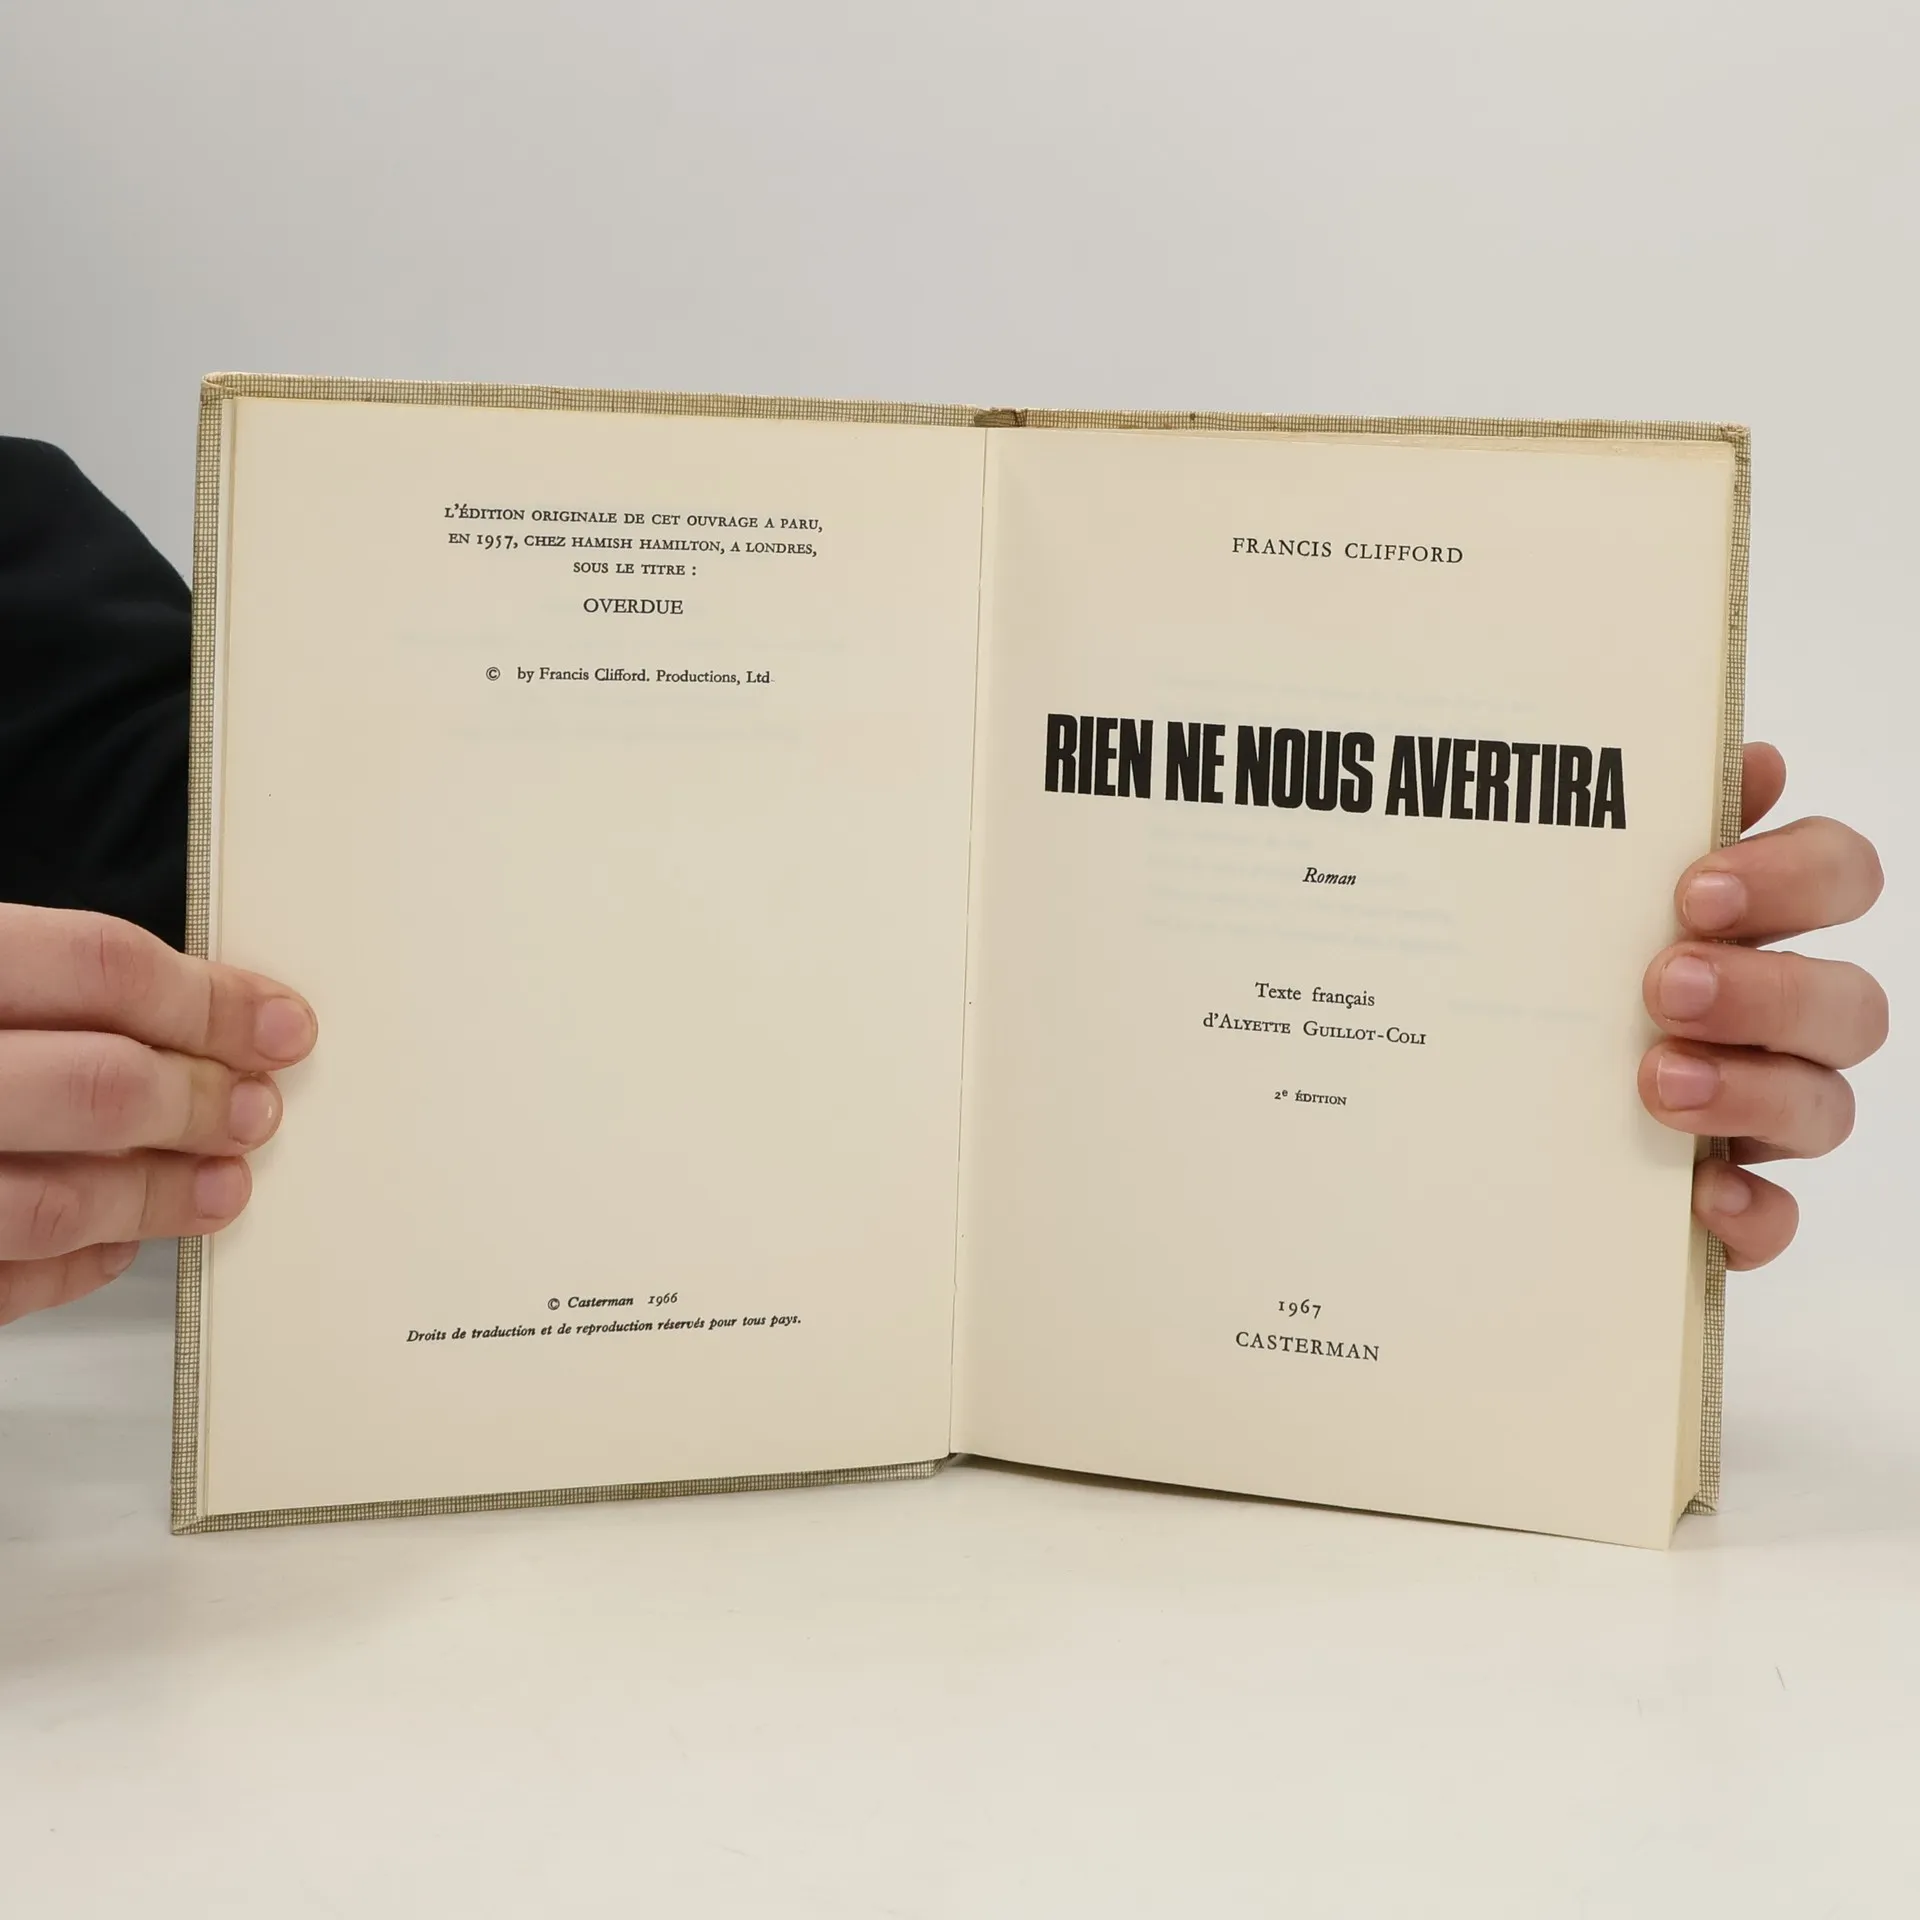 L'ÉDITION ORIGINALE DE CET OUVRAGE A PARU,
EN 1957, CHEZ HAMISH HAMILTON, A LONDRES,
SOUS LE TITRE :
OVERDUE
© by Francis Clifford. Productions, Ltd.
© Casterman 1966
Droits de traduction et de reproduction réservés pour tous pays.
FRANCIS CLIFFORD
RIEN NE NOUS AVERTIRA
Roman
Texte français
d'ALYETTE GUILLOT-COLI
2e ÉDITION
1967
CASTERMAN